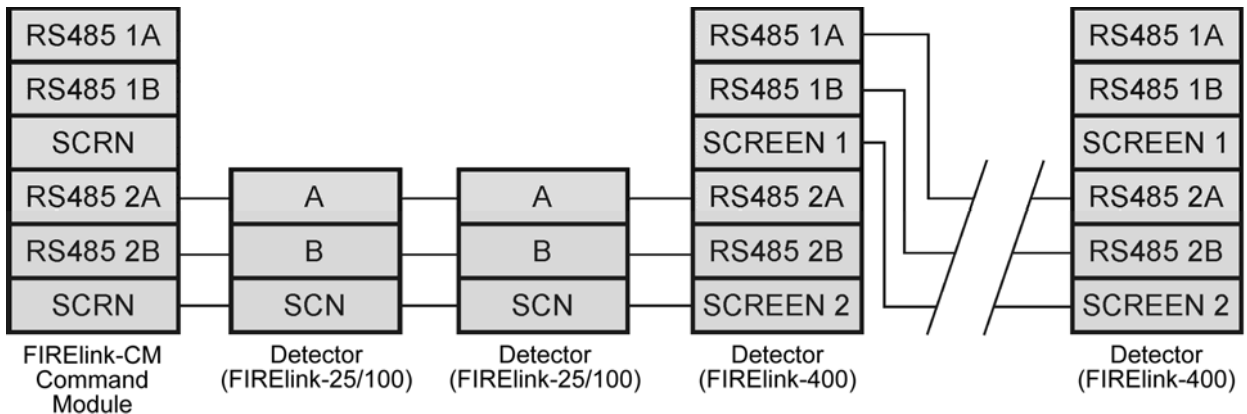 RS485 1A
RS485 1B
SCRN
RS485 2A
RS485 2B
SCRN
FIRElink-CM
Command
Module
A
B
SCN
Detector
(FIRElink-25/100)
A
B
SCN
Detector
(FIRElink-25/100)
RS485 1A
RS485 1B
SCREEN 1
RS485 2A
RS485 2B
SCREEN 2
Detector
(FIRElink-400)
RS485 1A
RS485 1B
SCREEN 1
RS485 2A
RS485 2B
SCREEN 2
Detector
(FIRElink-400)